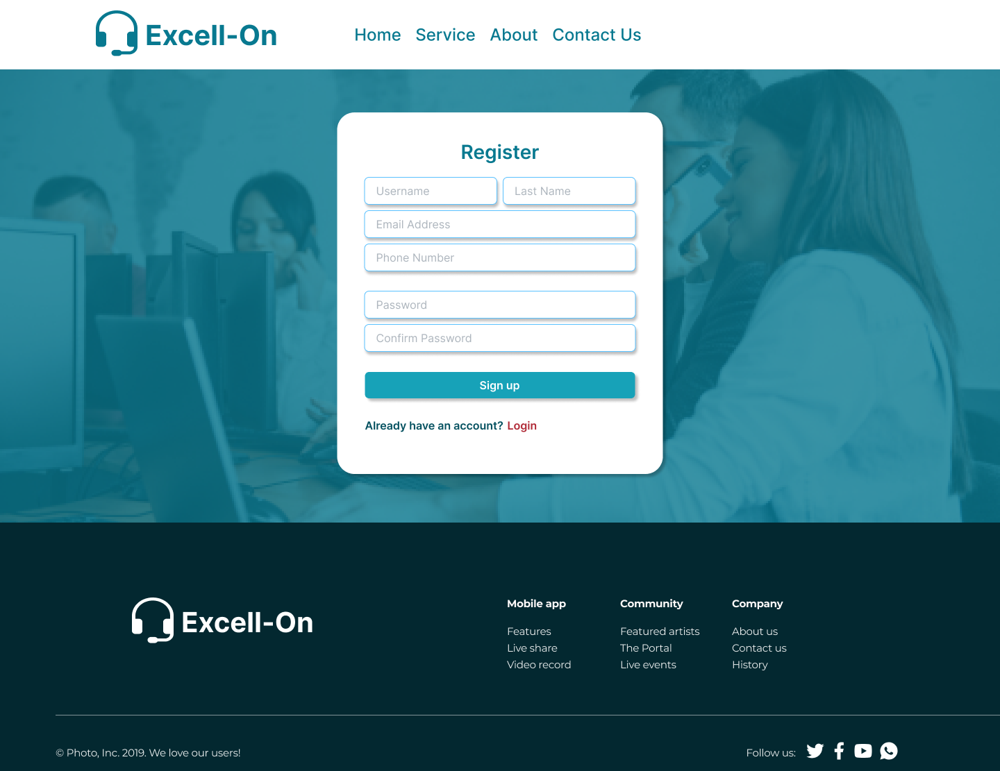 Excell-On
Home Service About Contact Us
Register
Username Last Name
Email Address
Phone Number
Password
Confirm Password
Sign up
Already have an account? Login
Excell-On
Mobile app
Features
Live share
Video record
Community
Featured artists
The Portal
Live events
Company
About us
Contact us
History
© Photo, Inc. 2019. We love our users!
Follow us: